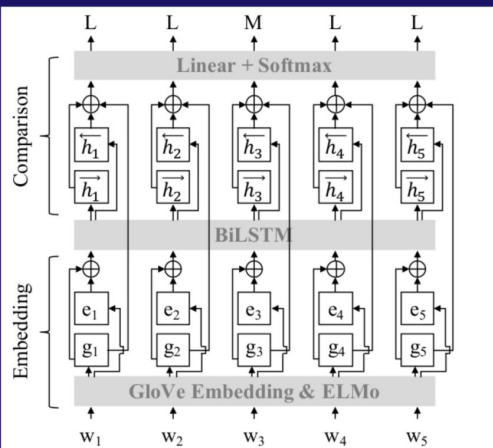 L L M L L
Linear + Softmax
Comparison
⊕ ⊕ ⊕ ⊕ ⊕
←h₁ ←h₂ ←h₃ ←h₄ ←h₅
→h₁ →h₂ →h₃ →h₄ →h₅
BiLSTM
Embedding
⊕ ⊕ ⊕ ⊕ ⊕
e₁ e₂ e₃ e₄ e₅
g₁ g₂ g₃ g₄ g₅
GloVe Embedding & ELMo
w₁ w₂ w₃ w₄ w₅